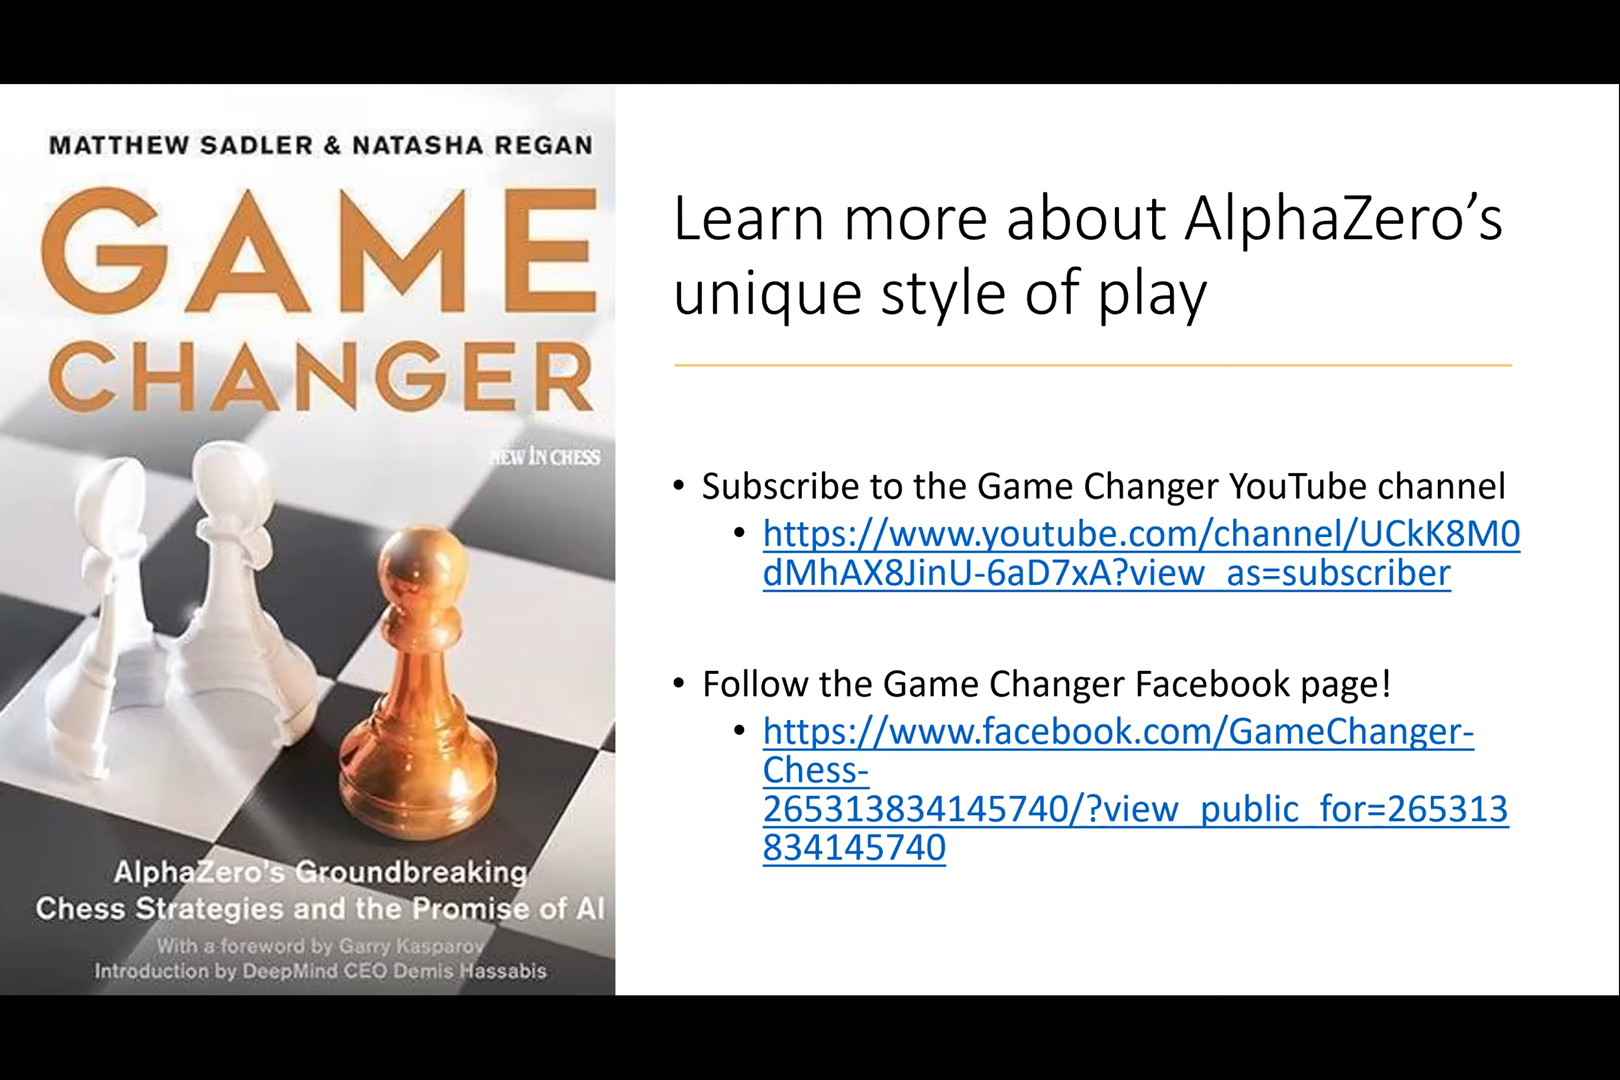 MATTHEW SADLER & NATASHA REGAN
GAME
CHANGER
NEW IN CHESS
AlphaZero's Groundbreaking
Chess Strategies and the Promise of AI
With a foreword by Garry Kasparov
Introduction by DeepMind CEO Demis Hassabis
Learn more about AlphaZero’s
unique style of play
• Subscribe to the Game Changer YouTube channel
• https://www.youtube.com/channel/UCkK8M0
dMhAX8JinU-6aD7xA?view_as=subscriber
• Follow the Game Changer Facebook page!
• https://www.facebook.com/GameChanger-
Chess-
265313834145740/?view_public_for=265313
834145740